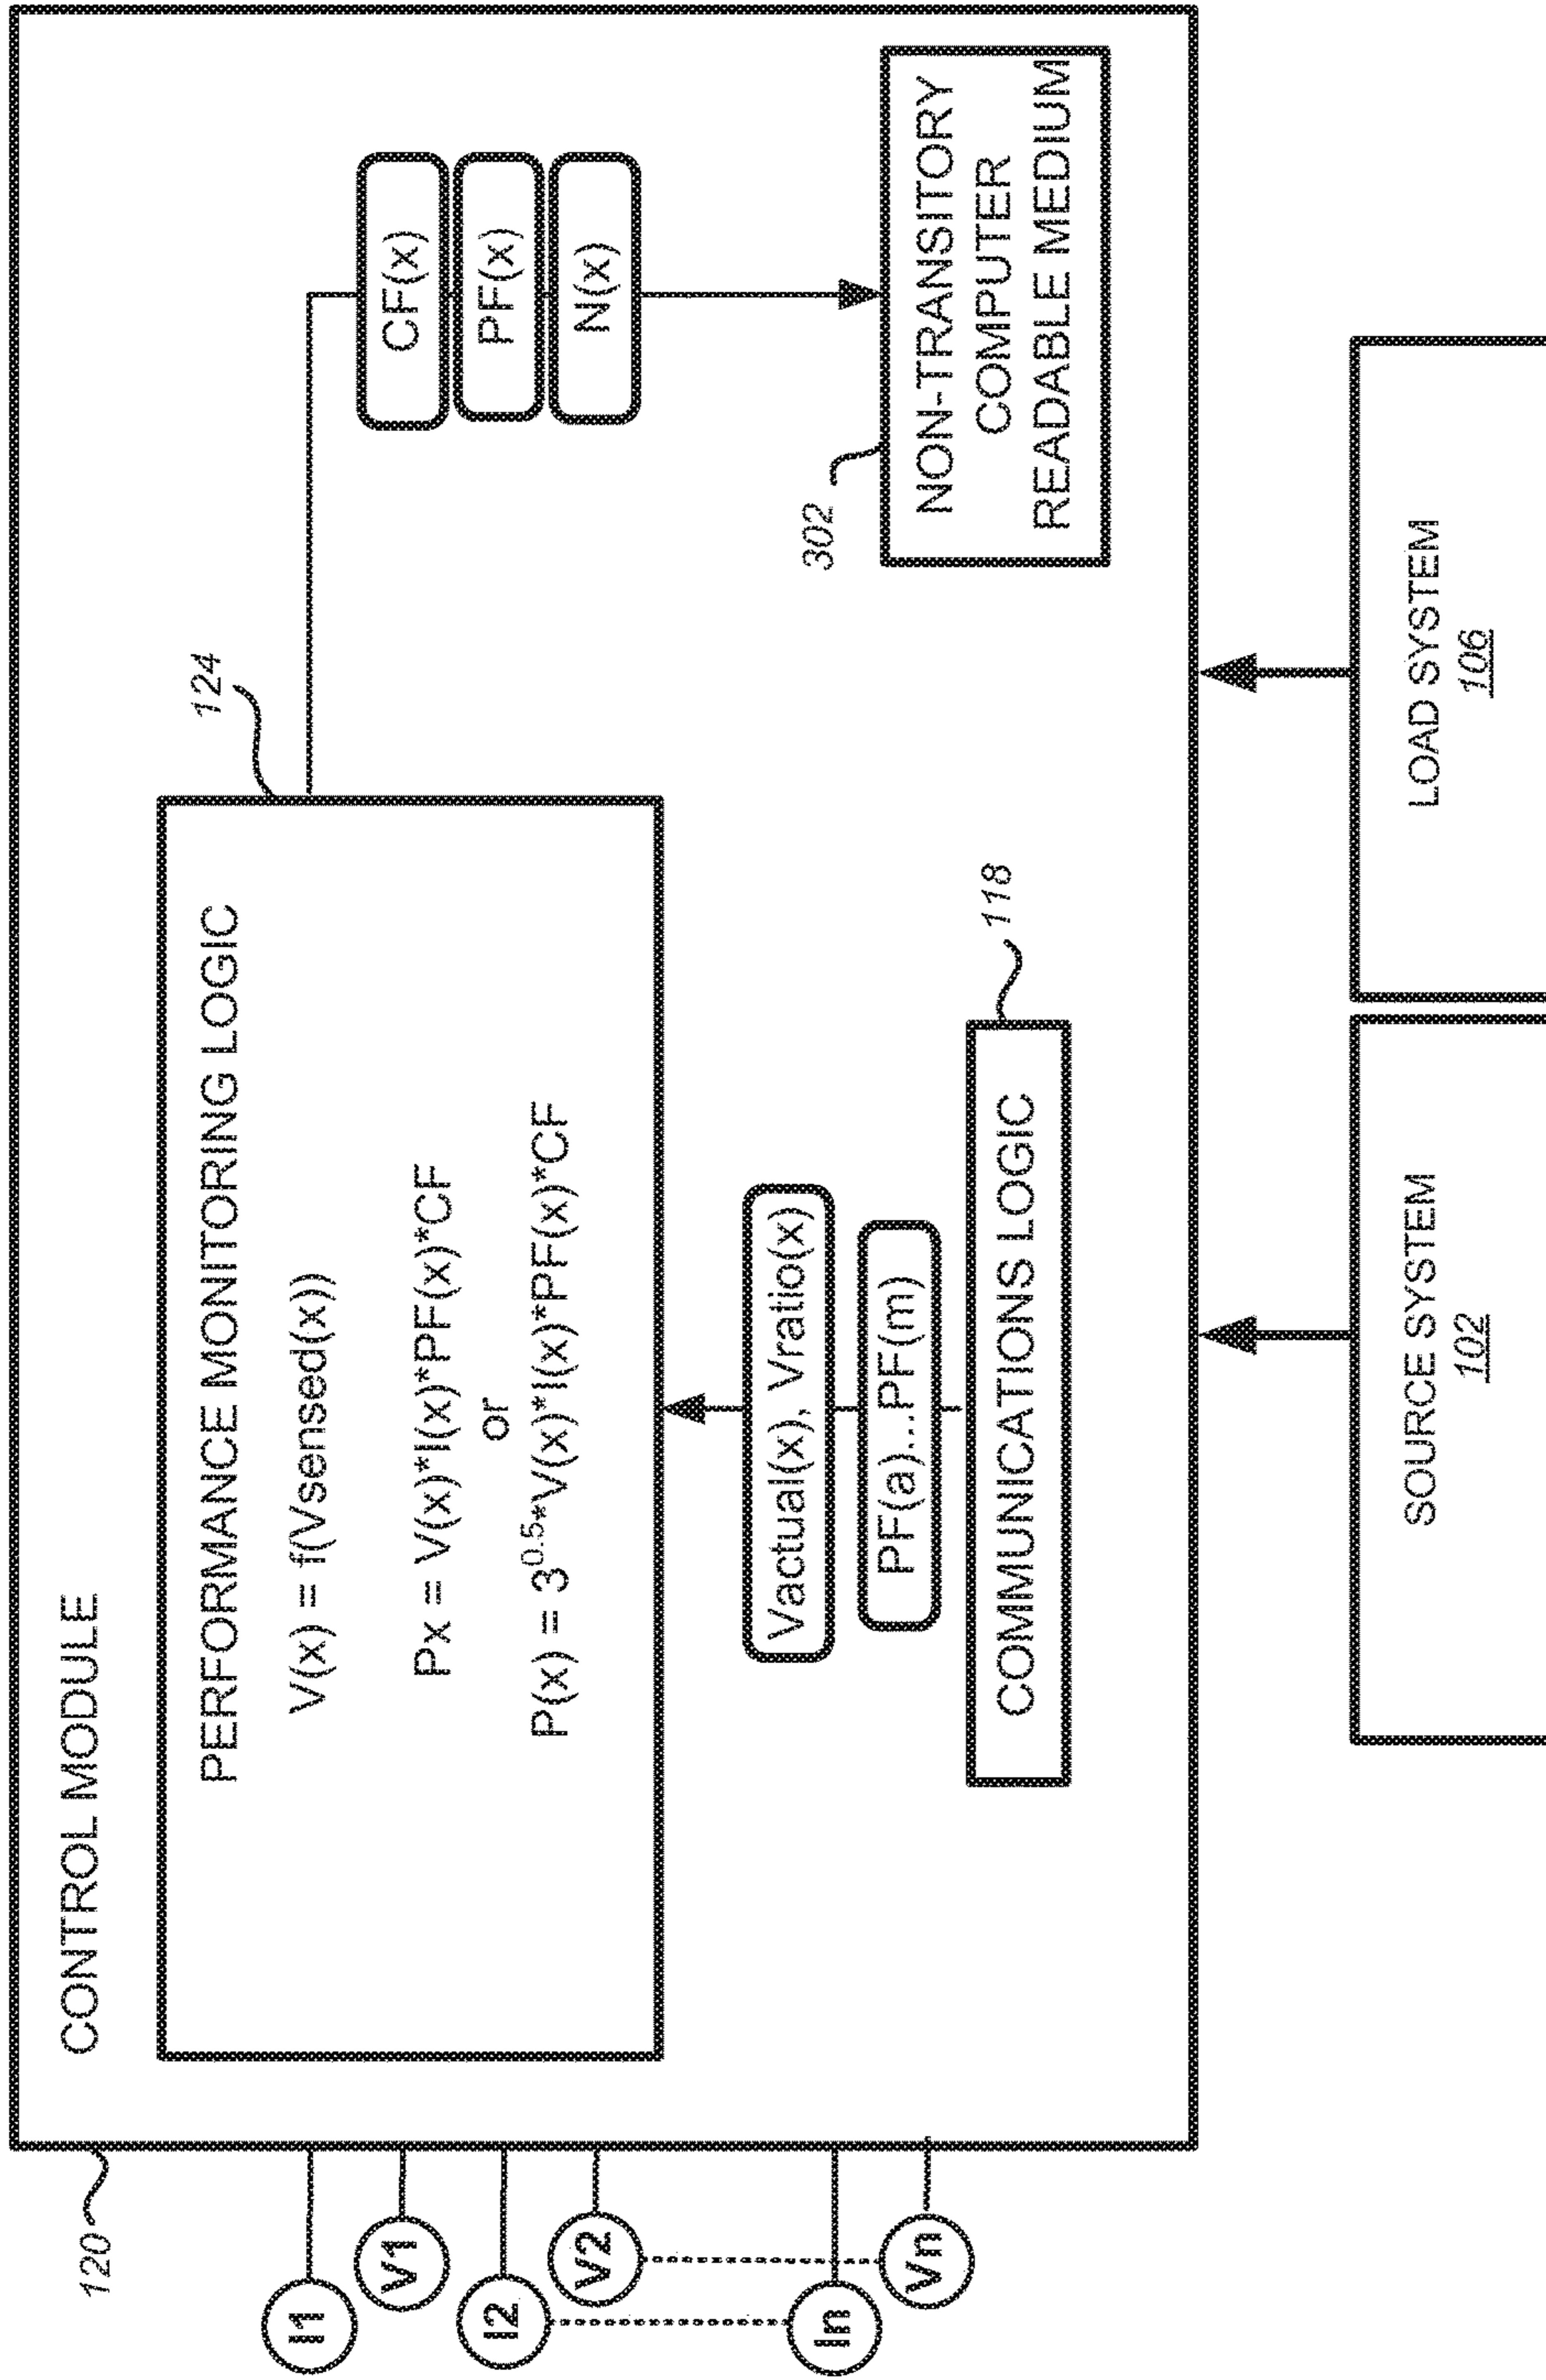 120
CONTROL MODULE
I1
V1
I2
V2
In
Vn
PERFORMANCE MONITORING LOGIC
124
V(x) = f(Vsensed(x))
Px = V(x)*I(x)*PF(x)*CF
or
P(x) = 3^0.5*V(x)*I(x)*PF(x)*CF
CF(x)
PF(x)
N(x)
Vactual(x), Vratio(x)
PF(a)...PF(m)
COMMUNICATIONS LOGIC
118
302
NON-TRANSITORY
COMPUTER
READABLE MEDIUM
SOURCE SYSTEM
102
LOAD SYSTEM
106